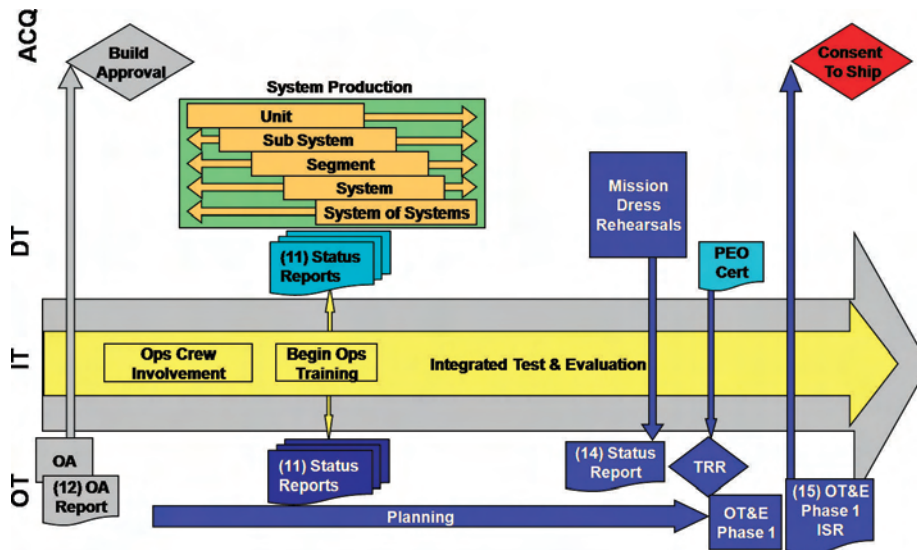 ACQ
Build
Approval
Consent
To Ship
System Production
Unit
Sub System
Segment
System
System of Systems
Mission
Dress
Rehearsals
DT
(11) Status
Reports
PEO
Cert
IT
Ops Crew
Involvement
Begin Ops
Training
Integrated Test & Evaluation
OT
OA
(12) OA
Report
(11) Status
Reports
(14) Status
Report
TRR
(15) OT&E
Phase 1
ISR
Planning
OT&E
Phase 1